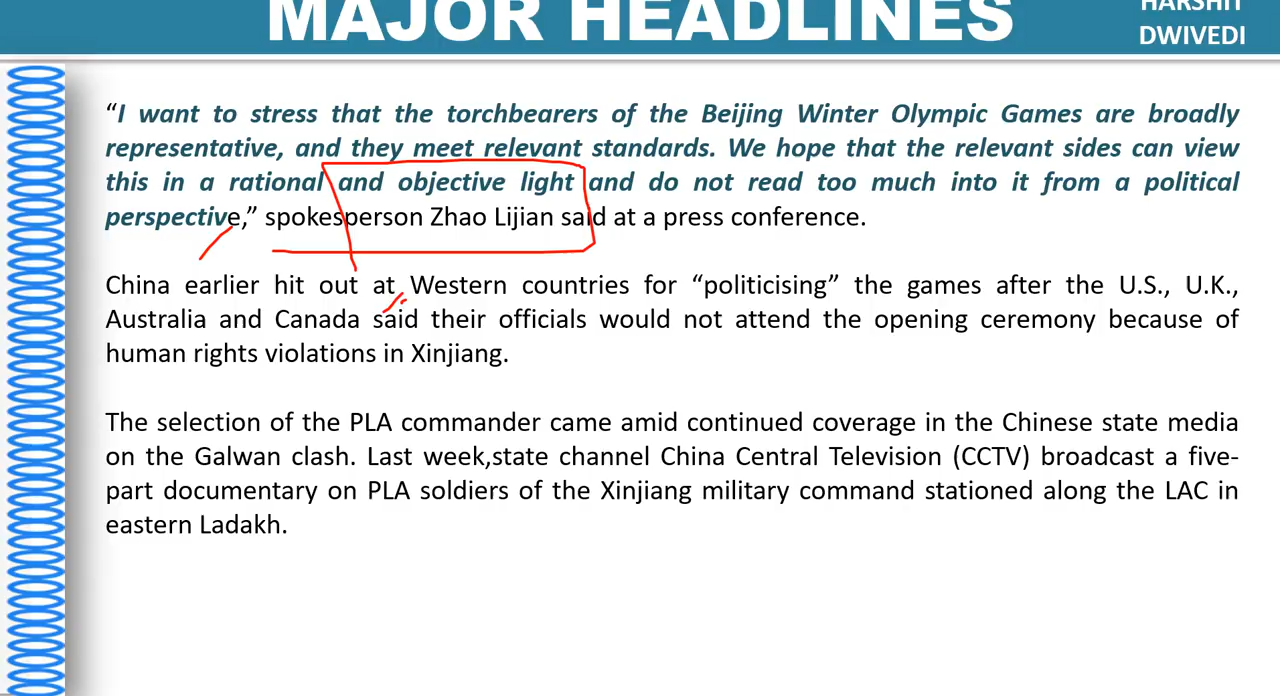 MAJOR HEADLINES
HARSHIT
DWIVEDI
“I want to stress that the torchbearers of the Beijing Winter Olympic Games are broadly
representative, and they meet relevant standards. We hope that the relevant sides can view
this in a rational and objective light and do not read too much into it from a political
perspective,” spokesperson Zhao Lijian said at a press conference.
China earlier hit out at Western countries for “politicising” the games after the U.S., U.K.,
Australia and Canada said their officials would not attend the opening ceremony because of
human rights violations in Xinjiang.
The selection of the PLA commander came amid continued coverage in the Chinese state media
on the Galwan clash. Last week,state channel China Central Television (CCTV) broadcast a five-
part documentary on PLA soldiers of the Xinjiang military command stationed along the LAC in
eastern Ladakh.